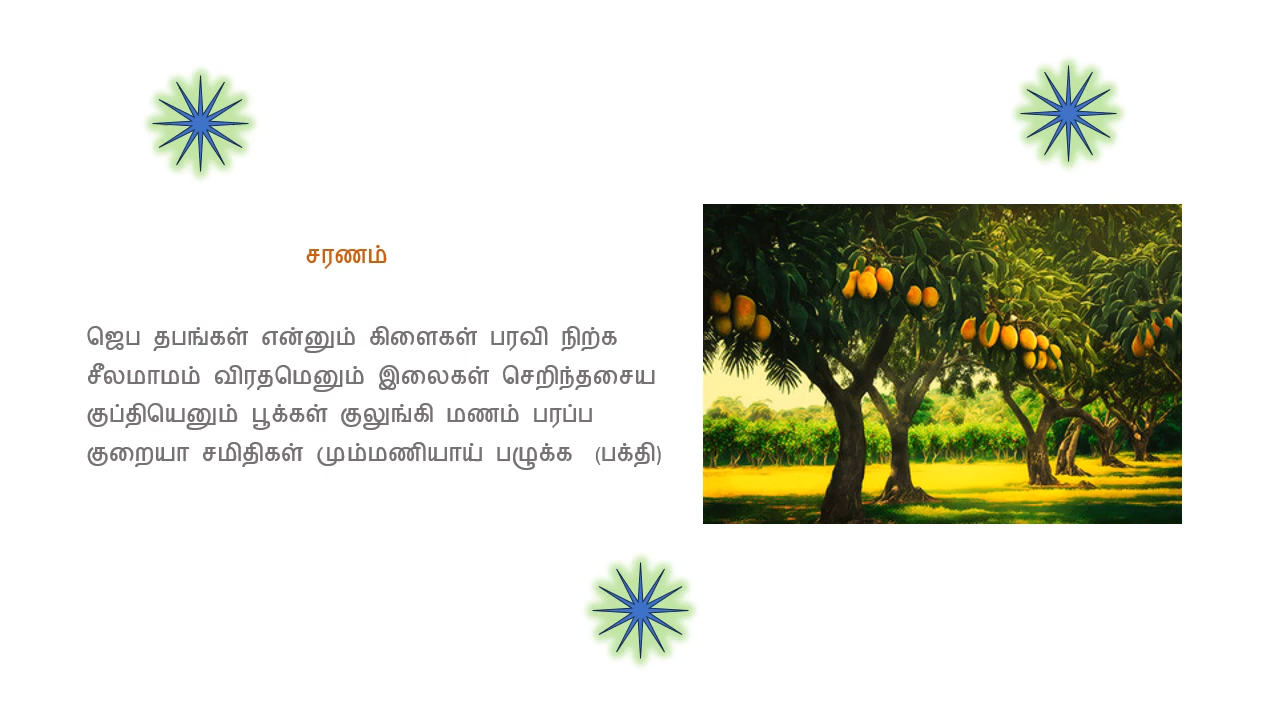 சரணம்
ஜெப தபங்கள் என்னும் கிளைகள் பரவி நிற்க
சீலமாமம் விரதமெனும் இலைகள் செறிந்தசைய
குப்தியெனும் பூக்கள் குலுங்கி மணம் பரப்ப
குறையா சமிதிகள் மும்மணியாய் பழுக்க (பக்தி)